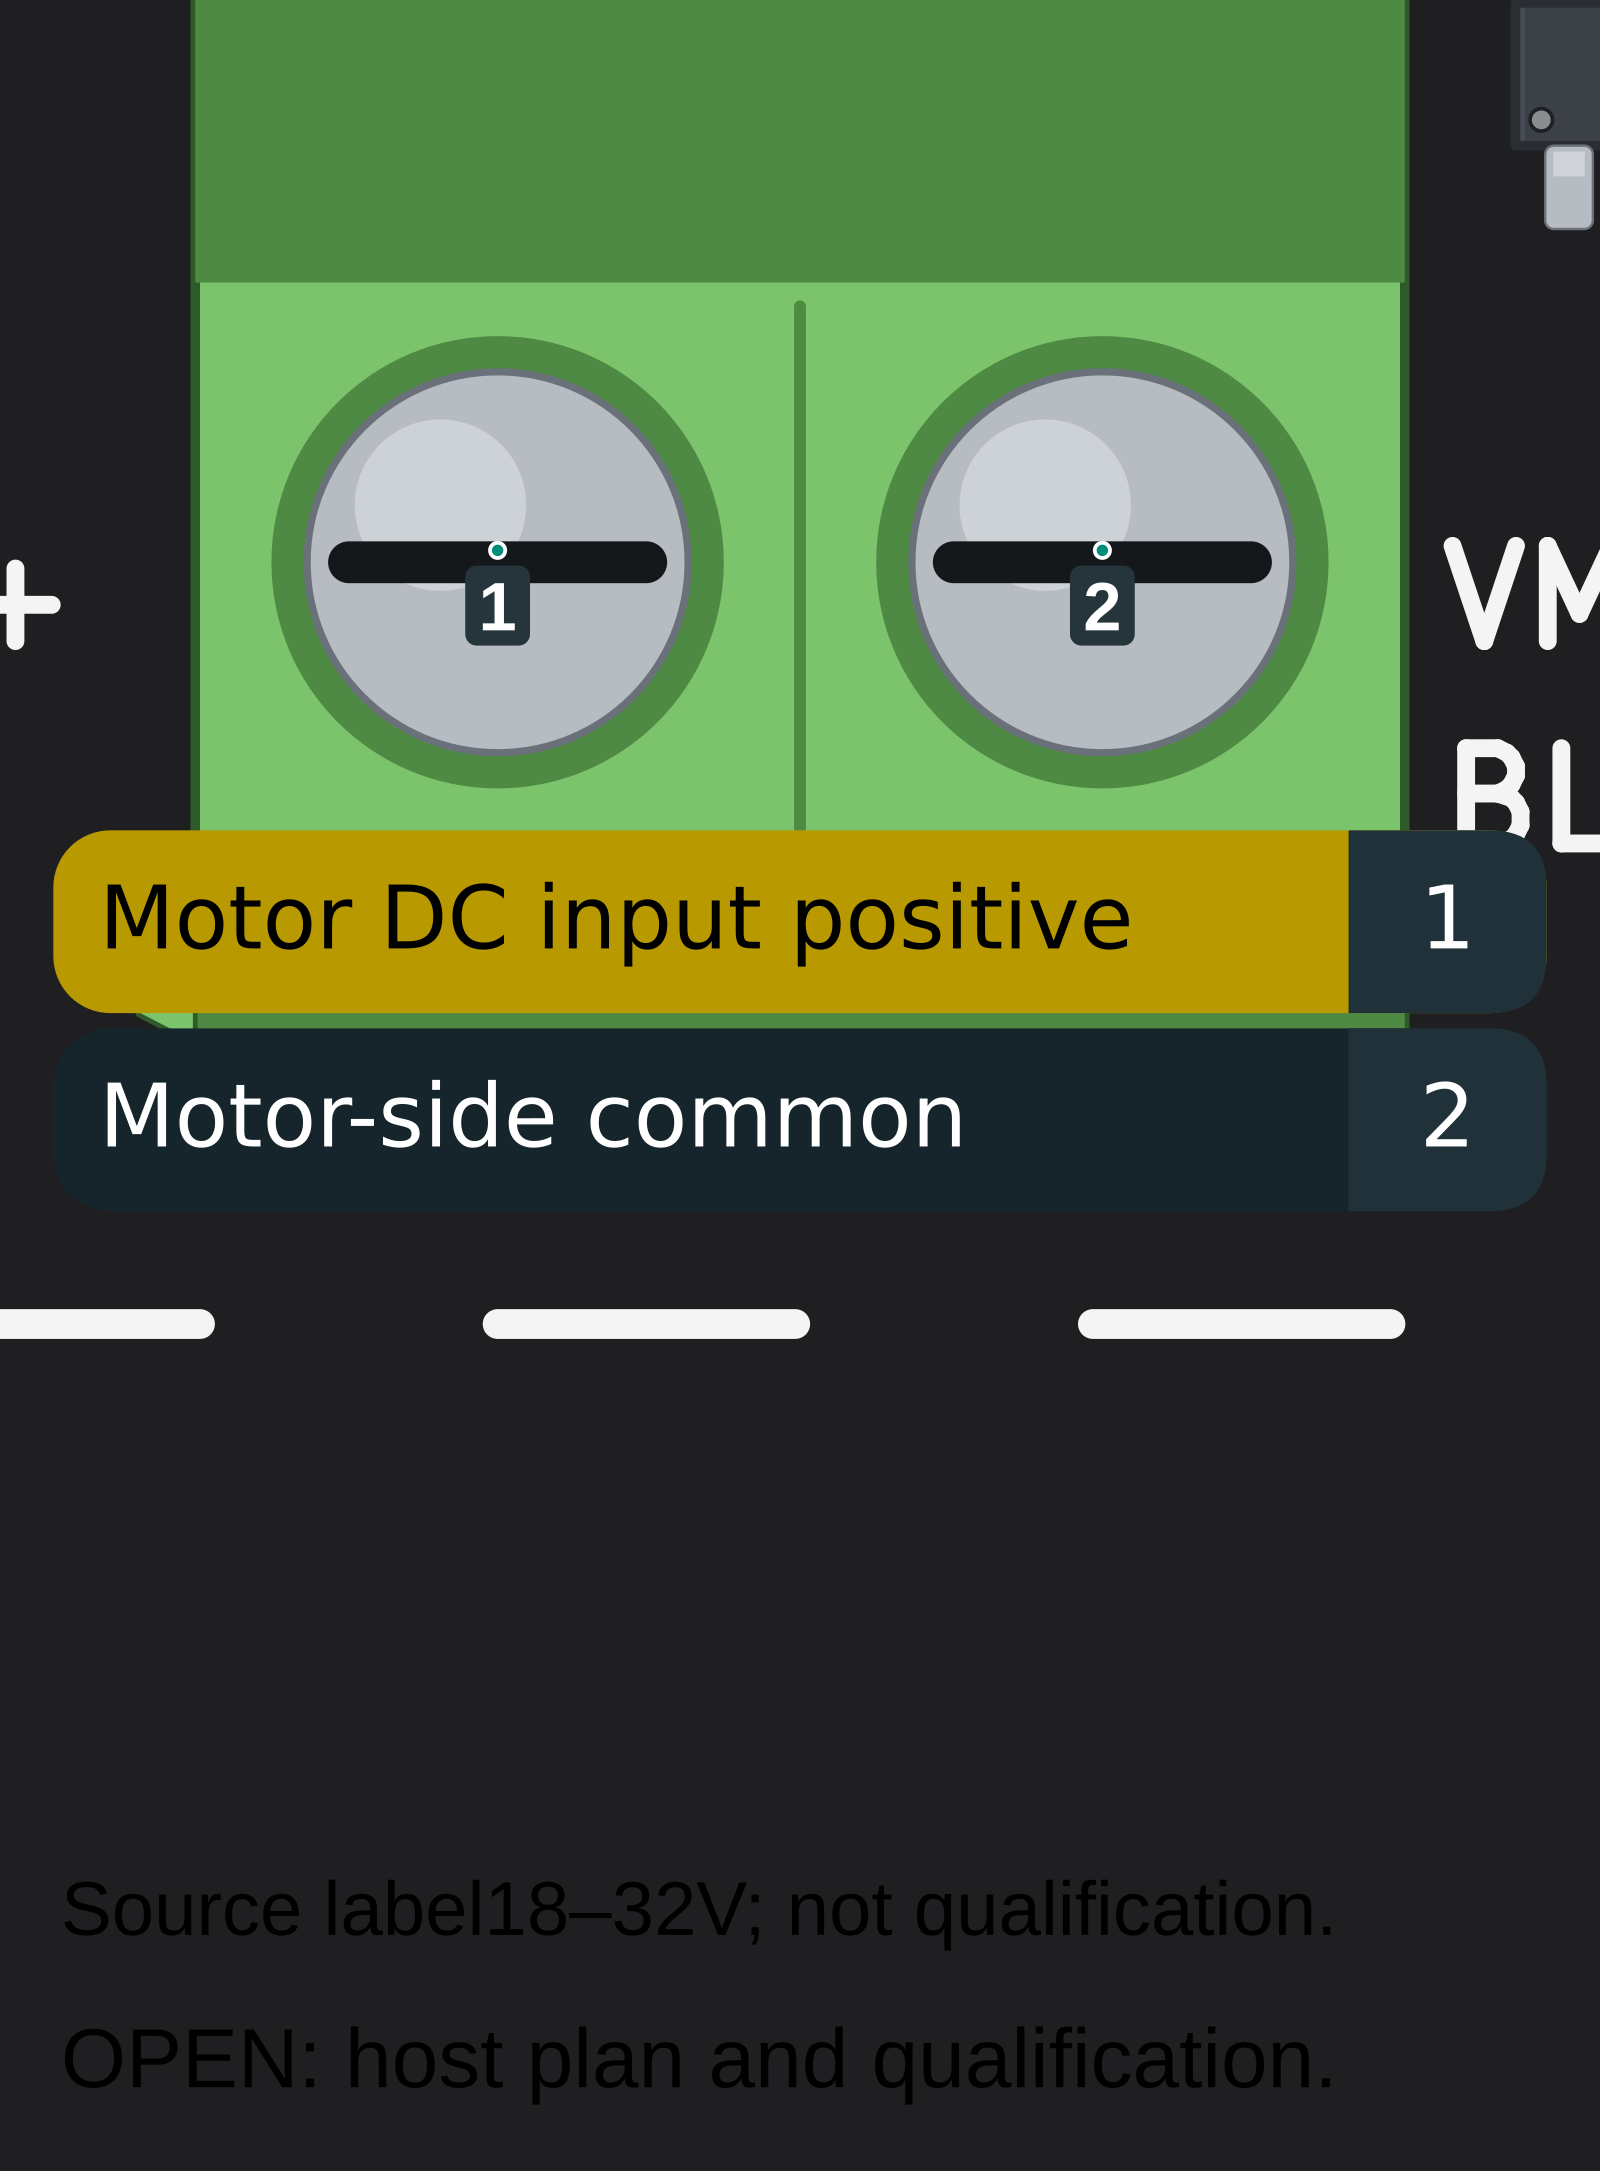 1 2
+ VM
BL
Motor DC input positive 1
Motor-side common 2
Source label18–32V; not qualification.
OPEN: host plan and qualification.